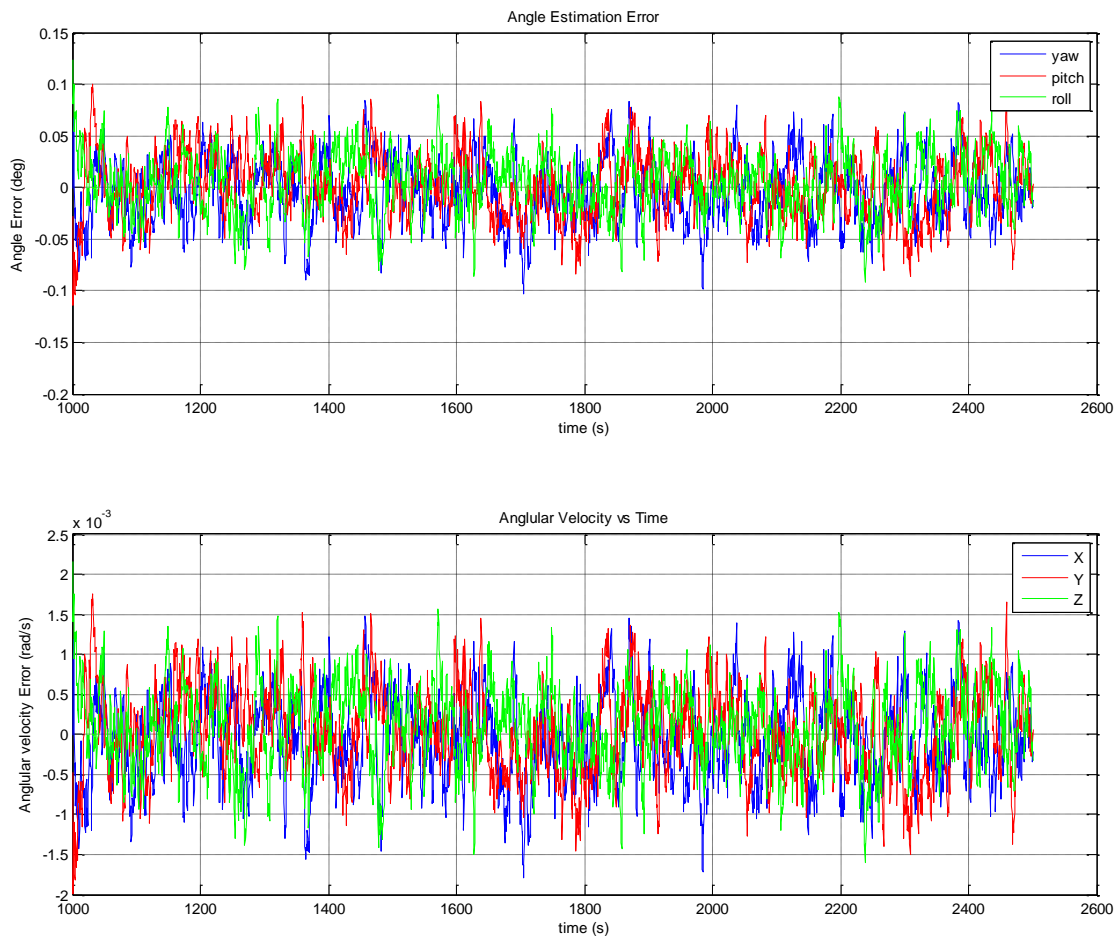 Angle Estimation Error
0.15
0.1
0.05
0
-0.05
-0.1
-0.15
-0.2
Angle Error (deg)
yaw
pitch
roll
1000 1200 1400 1600 1800 2000 2200 2400 2600
time (s)
x 10-3
Anglular Velocity vs Time
2.5
2
1.5
1
0.5
0
-0.5
-1
-1.5
-2
Anglular velocity Error (rad/s)
X
Y
Z
1000 1200 1400 1600 1800 2000 2200 2400 2600
time (s)